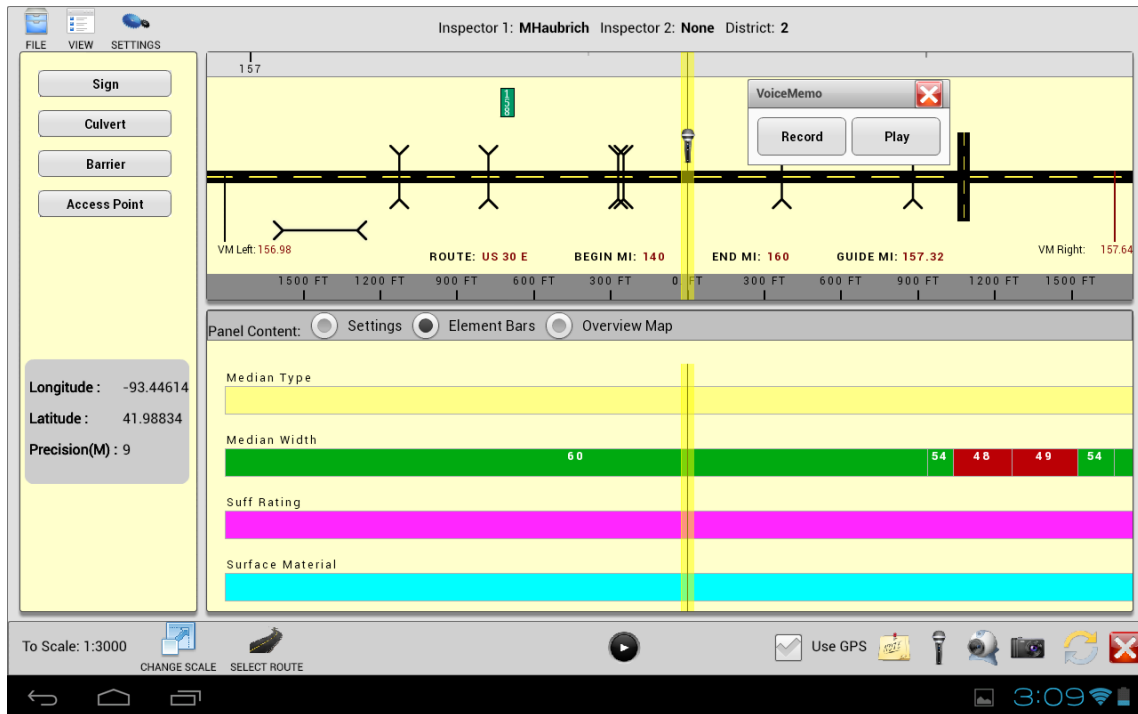 Inspector 1: MHaubrich Inspector 2: None District: 2
FILE VIEW SETTINGS
157
Sign
Culvert
Barrier
Access Point
VoiceMemo
Record Play
VM Left: 156.98
ROUTE: US 30 E BEGIN MI: 140 END MI: 160 GUIDE MI: 157.32
VM Right: 157.64
1500 FT 1200 FT 900 FT 600 FT 300 FT 0 FT 300 FT 600 FT 900 FT 1200 FT 1500 FT
Panel Content: Settings Element Bars Overview Map
Median Type
Median Width
60 54 48 49 54
Suff Rating
Surface Material
Longitude : -93.44614
Latitude : 41.98834
Precision(M) : 9
To Scale: 1:3000
CHANGE SCALE SELECT ROUTE
Use GPS
3:09